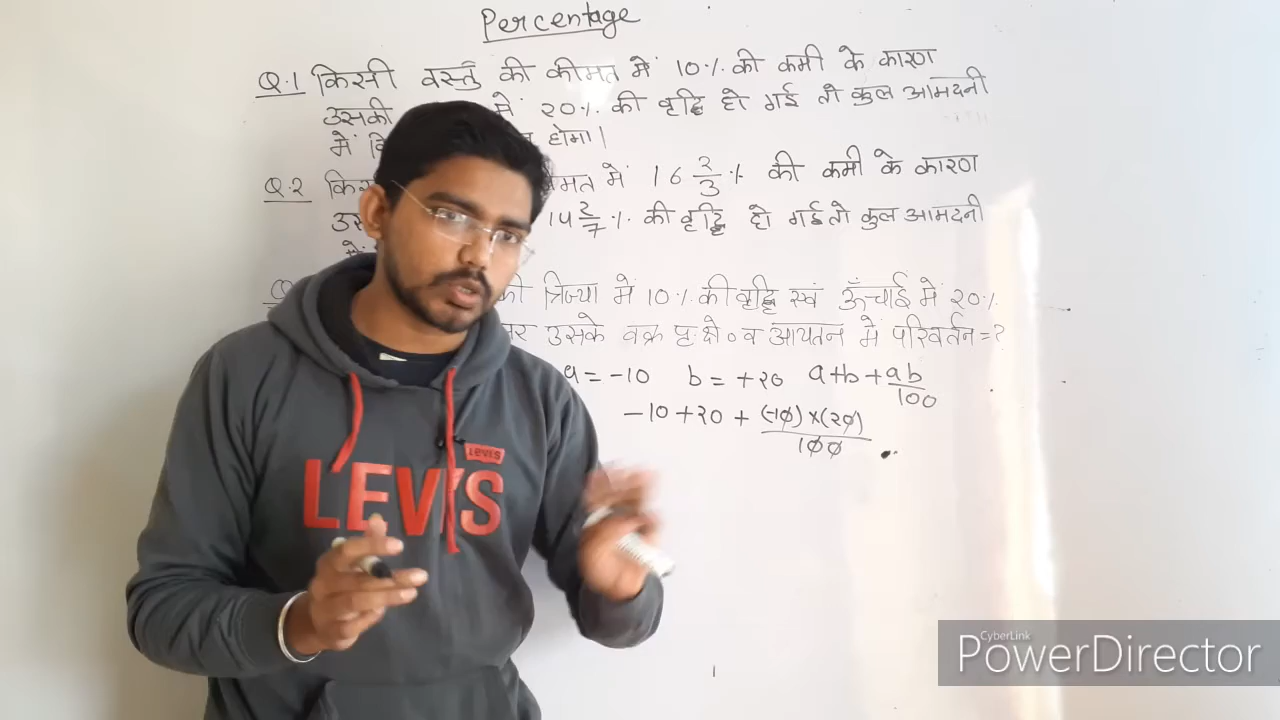 Percentage
Q.1 किसी वस्तु की कीमत में 10% की कमी के कारण
उसकी में 20% की वृद्धि हो गई तो कुल आमदनी
में होगा।
Q.2 में 16 2/3 % की कमी के कारण
14 2/7 % की वृद्धि हो गई तो कुल आमदनी
की त्रिज्या में 10% की वृद्धि एवं ऊँचाई में 20%
उसके वक्र पृ. क्षे० व आयतन में परिवर्तन = ?
a = -10 b = +20 a+b+ab/100
-10+20+(-10)×(20)/100
LEVI'S
LEVI'S
CyberLink
PowerDirector